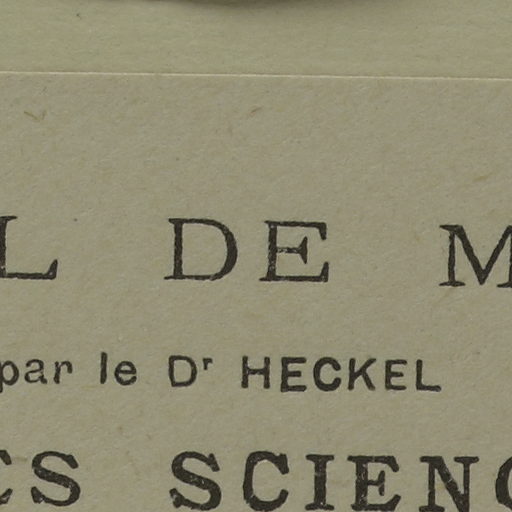 L DE M
par le Dr HECKEL
CS SCIENC